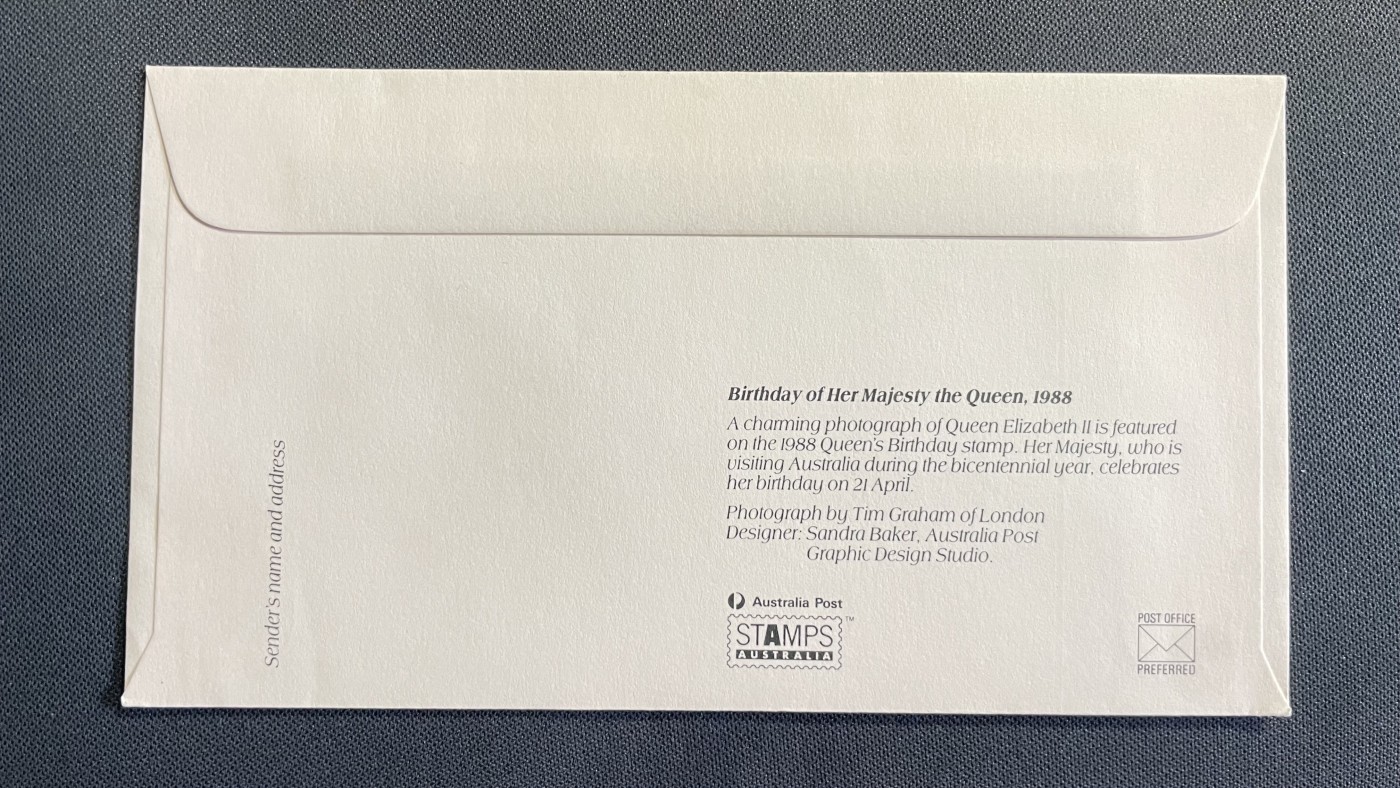 Birthday of Her Majesty the Queen, 1988
A charming photograph of Queen Elizabeth II is featured
on the 1988 Queen's Birthday stamp. Her Majesty, who is
visiting Australia during the bicentennial year, celebrates
her birthday on 21 April.
Photograph by Tim Graham of London
Designer: Sandra Baker, Australia Post
Graphic Design Studio.
Sender's name and address
Australia Post
STAMPS™
AUSTRALIA
POST OFFICE
PREFERRED